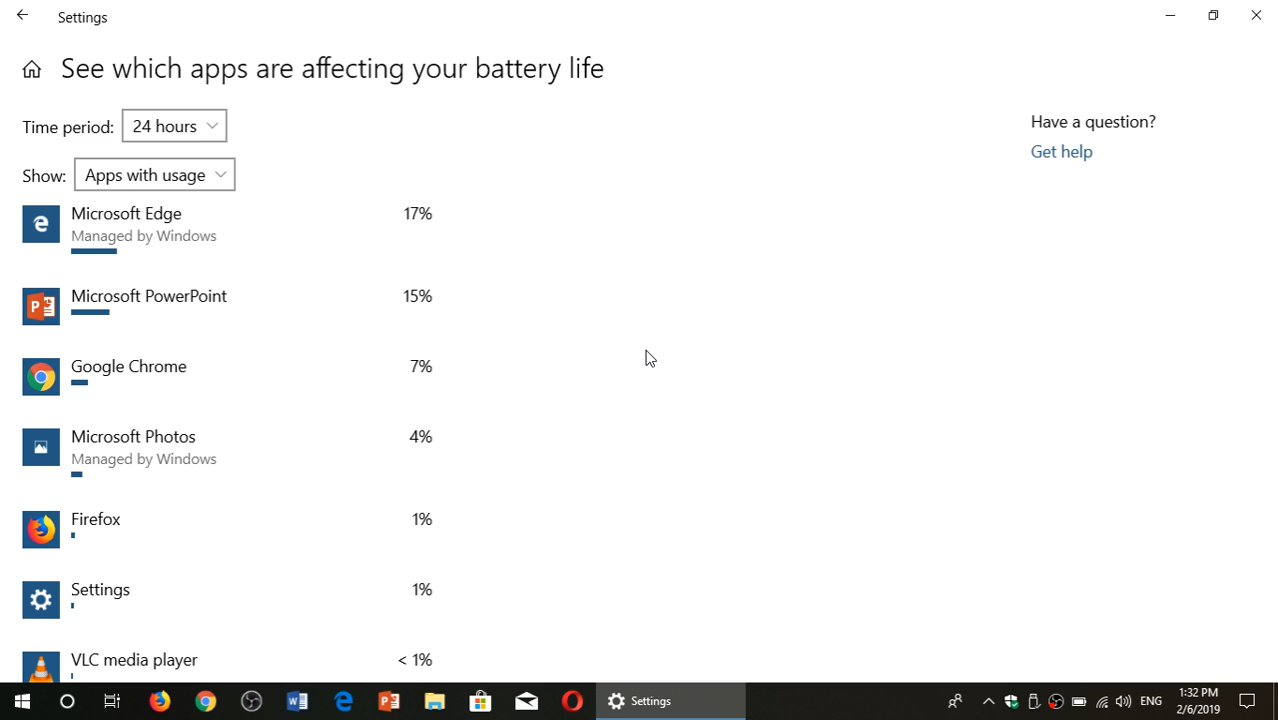 Settings
See which apps are affecting your battery life
Time period: 24 hours
Have a question?
Get help
Show: Apps with usage
Microsoft Edge 17%
Managed by Windows
Microsoft PowerPoint 15%
Google Chrome 7%
Microsoft Photos 4%
Managed by Windows
Firefox 1%
Settings 1%
VLC media player < 1%
Settings
ENG
1:32 PM
2/6/2019